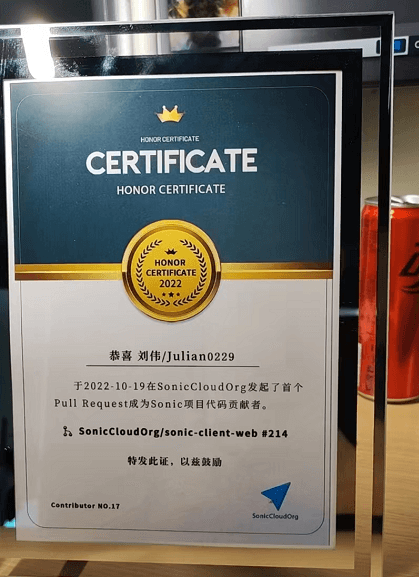 HONOR CERTIFICATE
CERTIFICATE
HONOR CERTIFICATE
HONOR
CERTIFICATE
2022
恭喜 刘伟/Julian0229
于2022-10-19在SonicCloudOrg发起了首个
Pull Request成为Sonic项目代码贡献者。
SonicCloudOrg/sonic-client-web #214
特发此证，以兹鼓励
Contributor NO.17
SonicCloudOrg